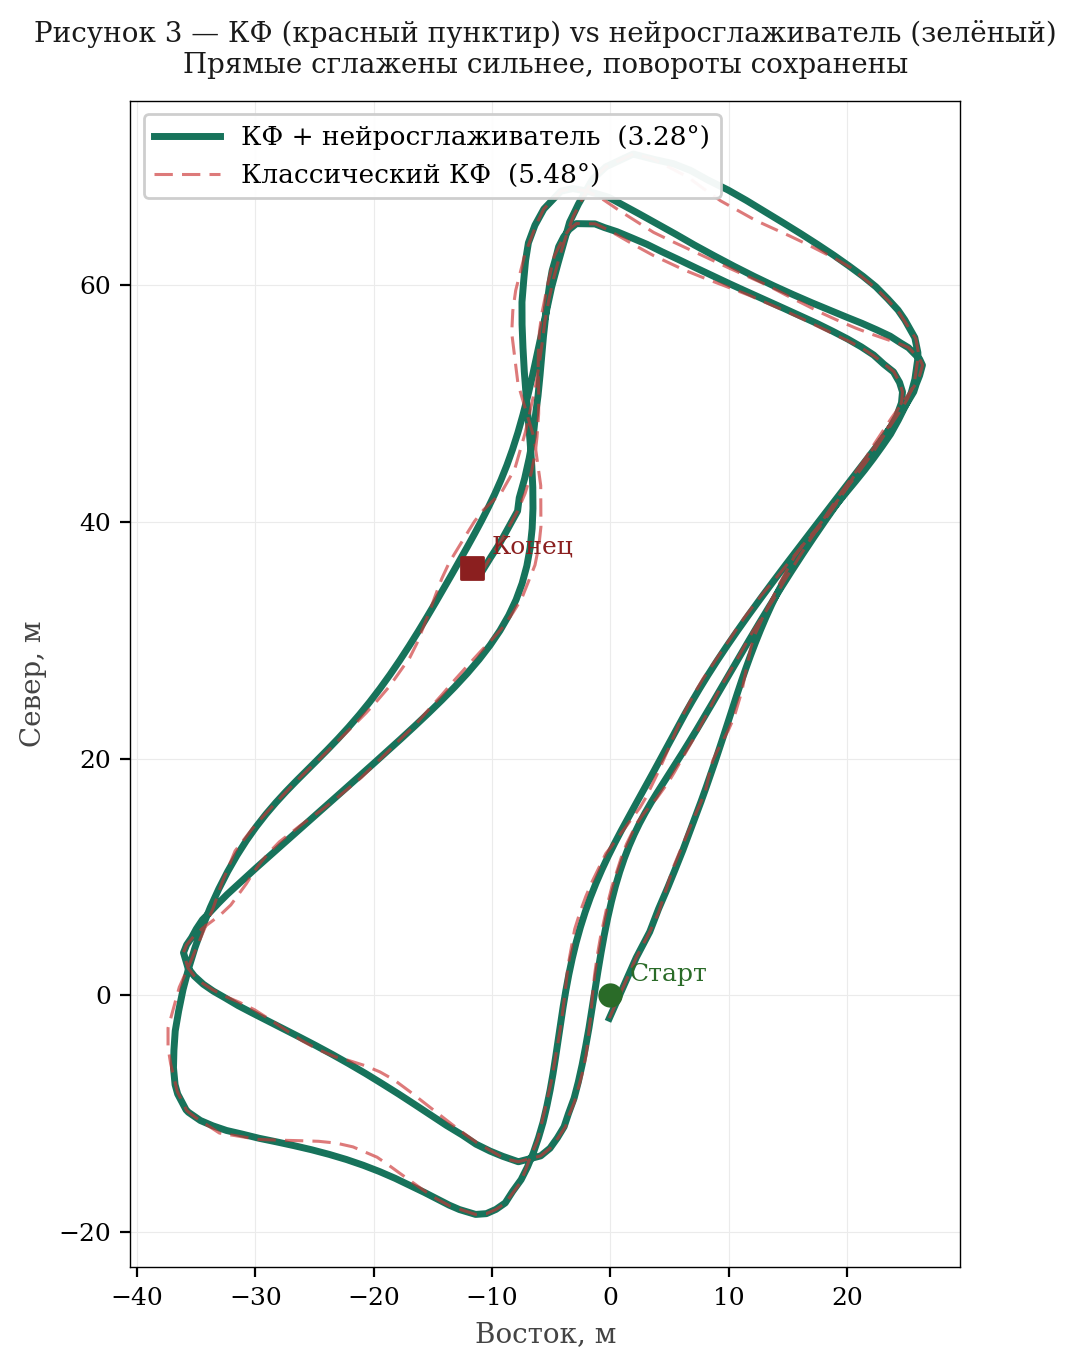 Рисунок 3 — КФ (красный пунктир) vs нейросглаживатель (зелёный)
Прямые сглажены сильнее, повороты сохранены
КФ + нейросглаживатель (3.28°)
Классический КФ (5.48°)
60
40
20
0
−20
Север, м
Конец
Старт
−40
−30
−20
−10
0
10
20
Восток, м